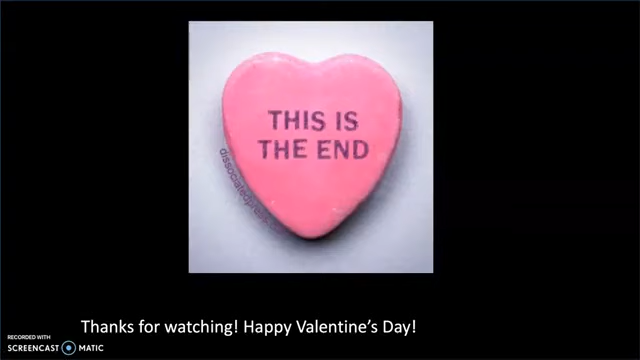 THIS IS
THE END
Thanks for watching! Happy Valentine's Day!
RECORDED WITH
SCREENCAST MATIC